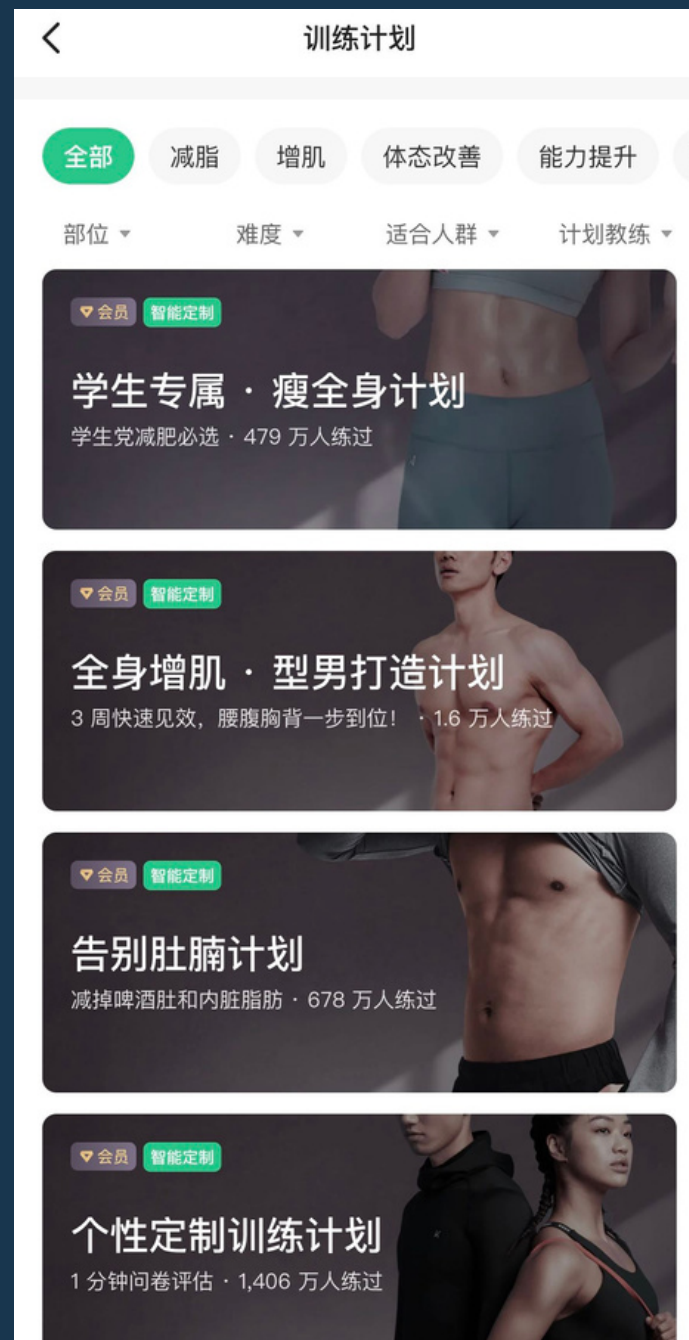 训练计划
全部 减脂 增肌 体态改善 能力提升
部位 难度 适合人群 计划教练
会员 智能定制
学生专属 · 瘦全身计划
学生党减肥必选 · 479 万人练过
会员 智能定制
全身增肌 · 型男打造计划
3 周快速见效，腰腹胸背一步到位！ · 1.6 万人练过
会员 智能定制
告别肚腩计划
减掉啤酒肚和内脏脂肪 · 678 万人练过
会员 智能定制
个性定制训练计划
1 分钟问卷评估 · 1,406 万人练过